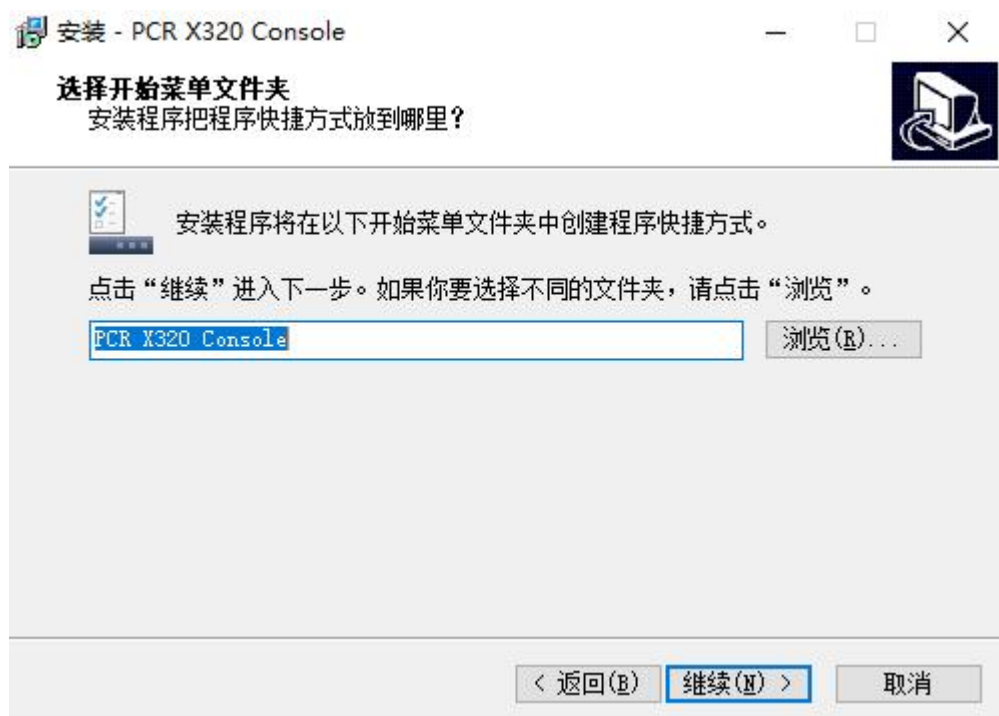 安装 - PCR X320 Console
选择开始菜单文件夹
安装程序把程序快捷方式放到哪里?
安装程序将在以下开始菜单文件夹中创建程序快捷方式。
点击“继续”进入下一步。如果你要选择不同的文件夹，请点击“浏览”。
PCR X320 Console
浏览(R)...
< 返回(B)
继续(N) >
取消